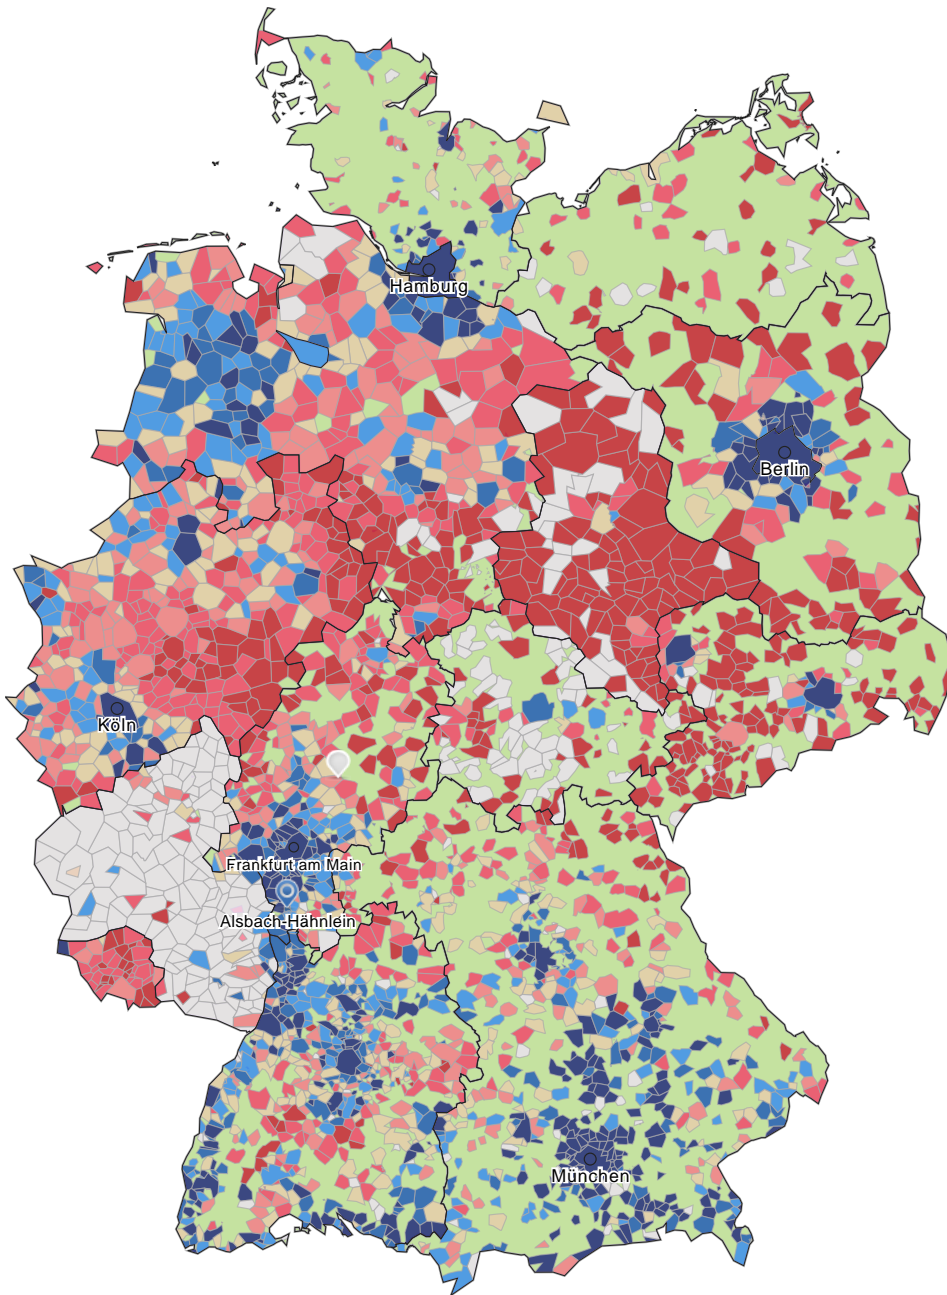 Hamburg
Berlin
Köln
Frankfurt am Main
Alsbach-Hähnlein
München